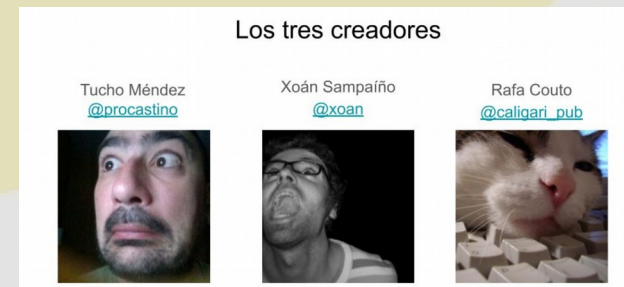 Los tres creadores
Tucho Méndez
@procastino
Xoán Sampaíño
@xoan
Rafa Couto
@caligari_pub